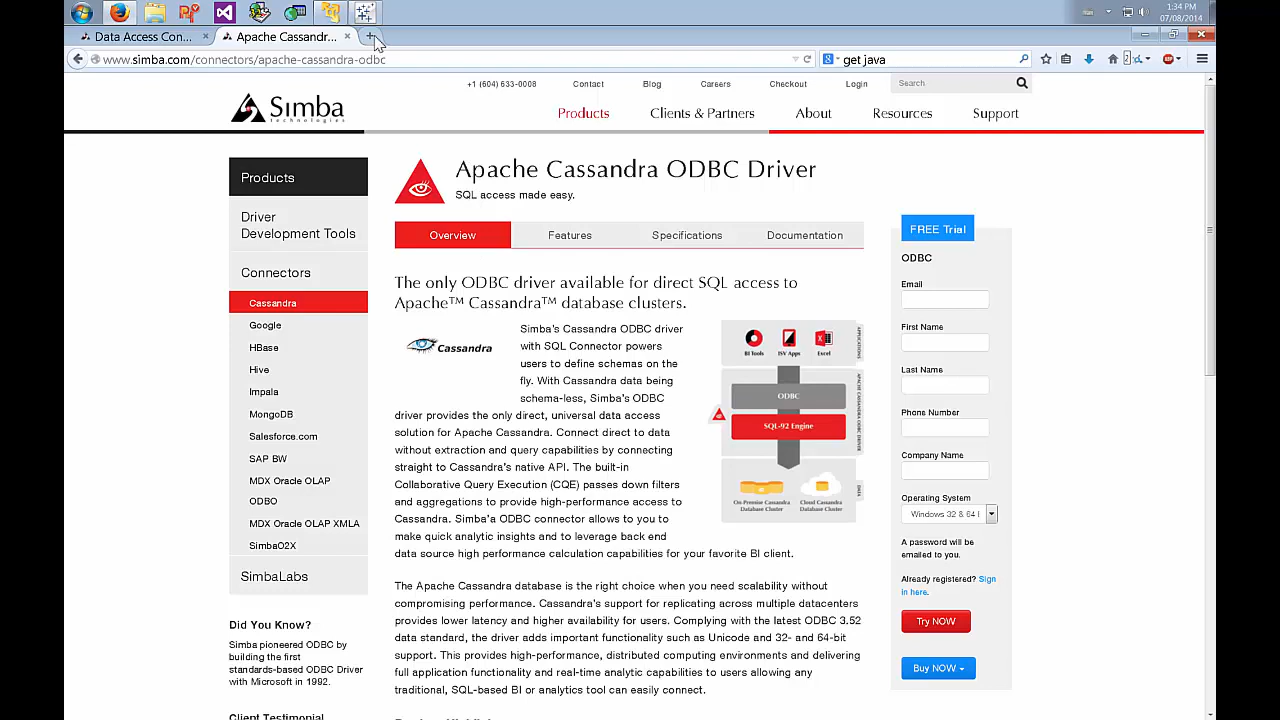 1:34 PM
07/08/2014
Data Access Con...
Apache Cassandr...
www.simba.com/connectors/apache-cassandra-odbc
get java
+1 (604) 633-0008
Contact
Blog
Careers
Checkout
Login
Search
Simba
technologies
Products
Clients & Partners
About
Resources
Support
Products
Driver
Development Tools
Connectors
Cassandra
Google
HBase
Hive
Impala
MongoDB
Salesforce.com
SAP BW
MDX Oracle OLAP
ODBO
MDX Oracle OLAP XMLA
SimbaO2X
SimbaLabs
Did You Know?
Simba pioneered ODBC by
building the first
standards-based ODBC Driver
with Microsoft in 1992.
Client Testimonial
Apache Cassandra ODBC Driver
SQL access made easy.
Overview
Features
Specifications
Documentation
The only ODBC driver available for direct SQL access to
Apache™ Cassandra™ database clusters.
Cassandra
Simba's Cassandra ODBC driver
with SQL Connector powers
users to define schemas on the
fly. With Cassandra data being
schema-less, Simba's ODBC
driver provides the only direct, universal data access
solution for Apache Cassandra. Connect direct to data
without extraction and query capabilities by connecting
straight to Cassandra's native API. The built-in
Collaborative Query Execution (CQE) passes down filters
and aggregations to provide high-performance access to
Cassandra. Simba'a ODBC connector allows to you to
make quick analytic insights and to leverage back end
data source high performance calculation capabilities for your favorite BI client.
BI Tools
ISV Apps
Excel
APPLICATIONS
ODBC
SQL-92 Engine
APACHE CASSANDRA ODBC DRIVER
On-Premise Cassandra
Database Cluster
Cloud Cassandra
Database Cluster
DATA
The Apache Cassandra database is the right choice when you need scalability without
compromising performance. Cassandra's support for replicating across multiple datacenters
provides lower latency and higher availability for users. Complying with the latest ODBC 3.52
data standard, the driver adds important functionality such as Unicode and 32- and 64-bit
support. This provides high-performance, distributed computing environments and delivering
full application functionality and real-time analytic capabilities to users allowing any
traditional, SQL-based BI or analytics tool can easily connect.
FREE Trial
ODBC
Email
First Name
Last Name
Phone Number
Company Name
Operating System
Windows 32 & 64
A password will be
emailed to you.
Already registered? Sign
in here.
Try NOW
Buy NOW